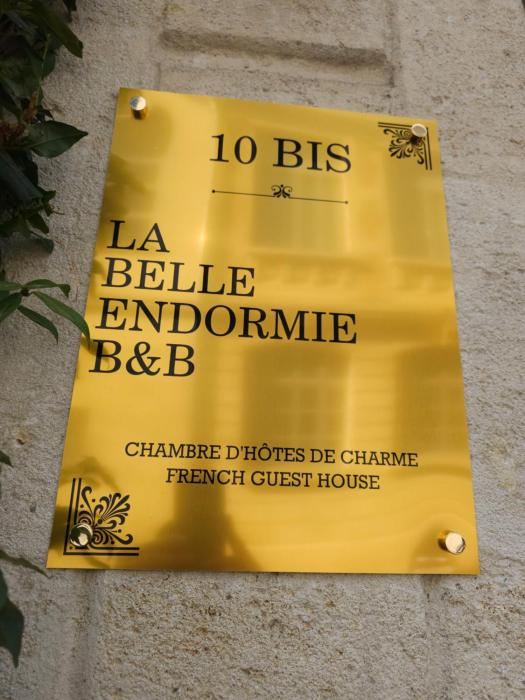 10 BIS
LA
BELLE
ENDORMIE
B&B
CHAMBRE D'HÔTES DE CHARME
FRENCH GUEST HOUSE